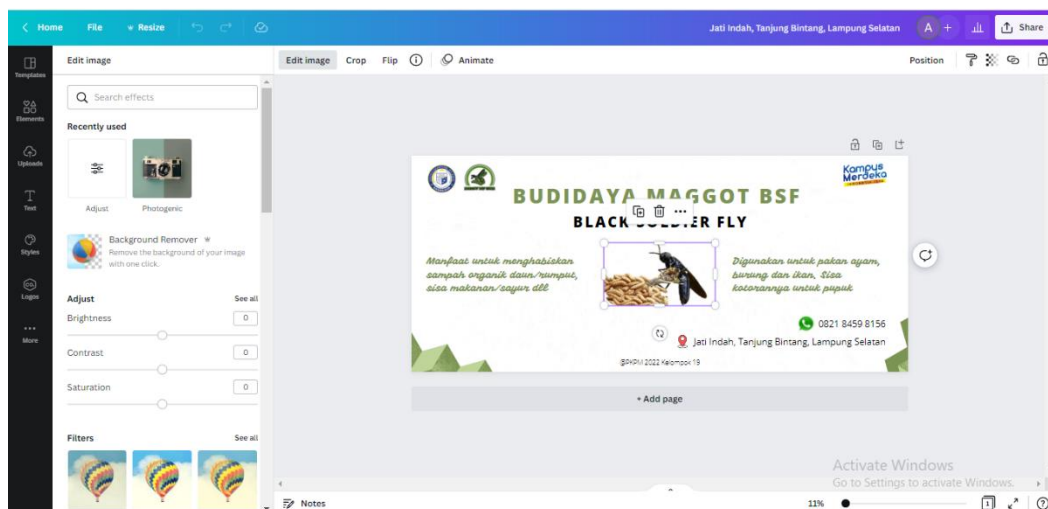 Home File Resize Jati Indah, Tanjung Bintang, Lampung Selatan A + Share
Templates
Elements
Uploads
Text
Styles
Logos
More
Edit image
Search effects
Recently used
Adjust Photogenic
Background Remover
Remove the background of your image
with one click.
Adjust See all
Brightness 0
Contrast 0
Saturation 0
Filters See all
Edit image Crop Flip Animate Position
Kampus
Merdeka
BUDIDAYA MAGGOT BSF
BLACK SOLDIER FLY
Manfaat untuk menghabiskan
sampah organik daun/rumput,
sisa makanan/sayur dll
Digunakan untuk pakan ayam,
burung dan ikan, Sisa
kotorannya untuk pupuk
0821 8459 8156
Jati Indah, Tanjung Bintang, Lampung Selatan
@PKPM 2022 Kelompok 19
+ Add page
Activate Windows
Go to Settings to activate Windows.
Notes 11% 1